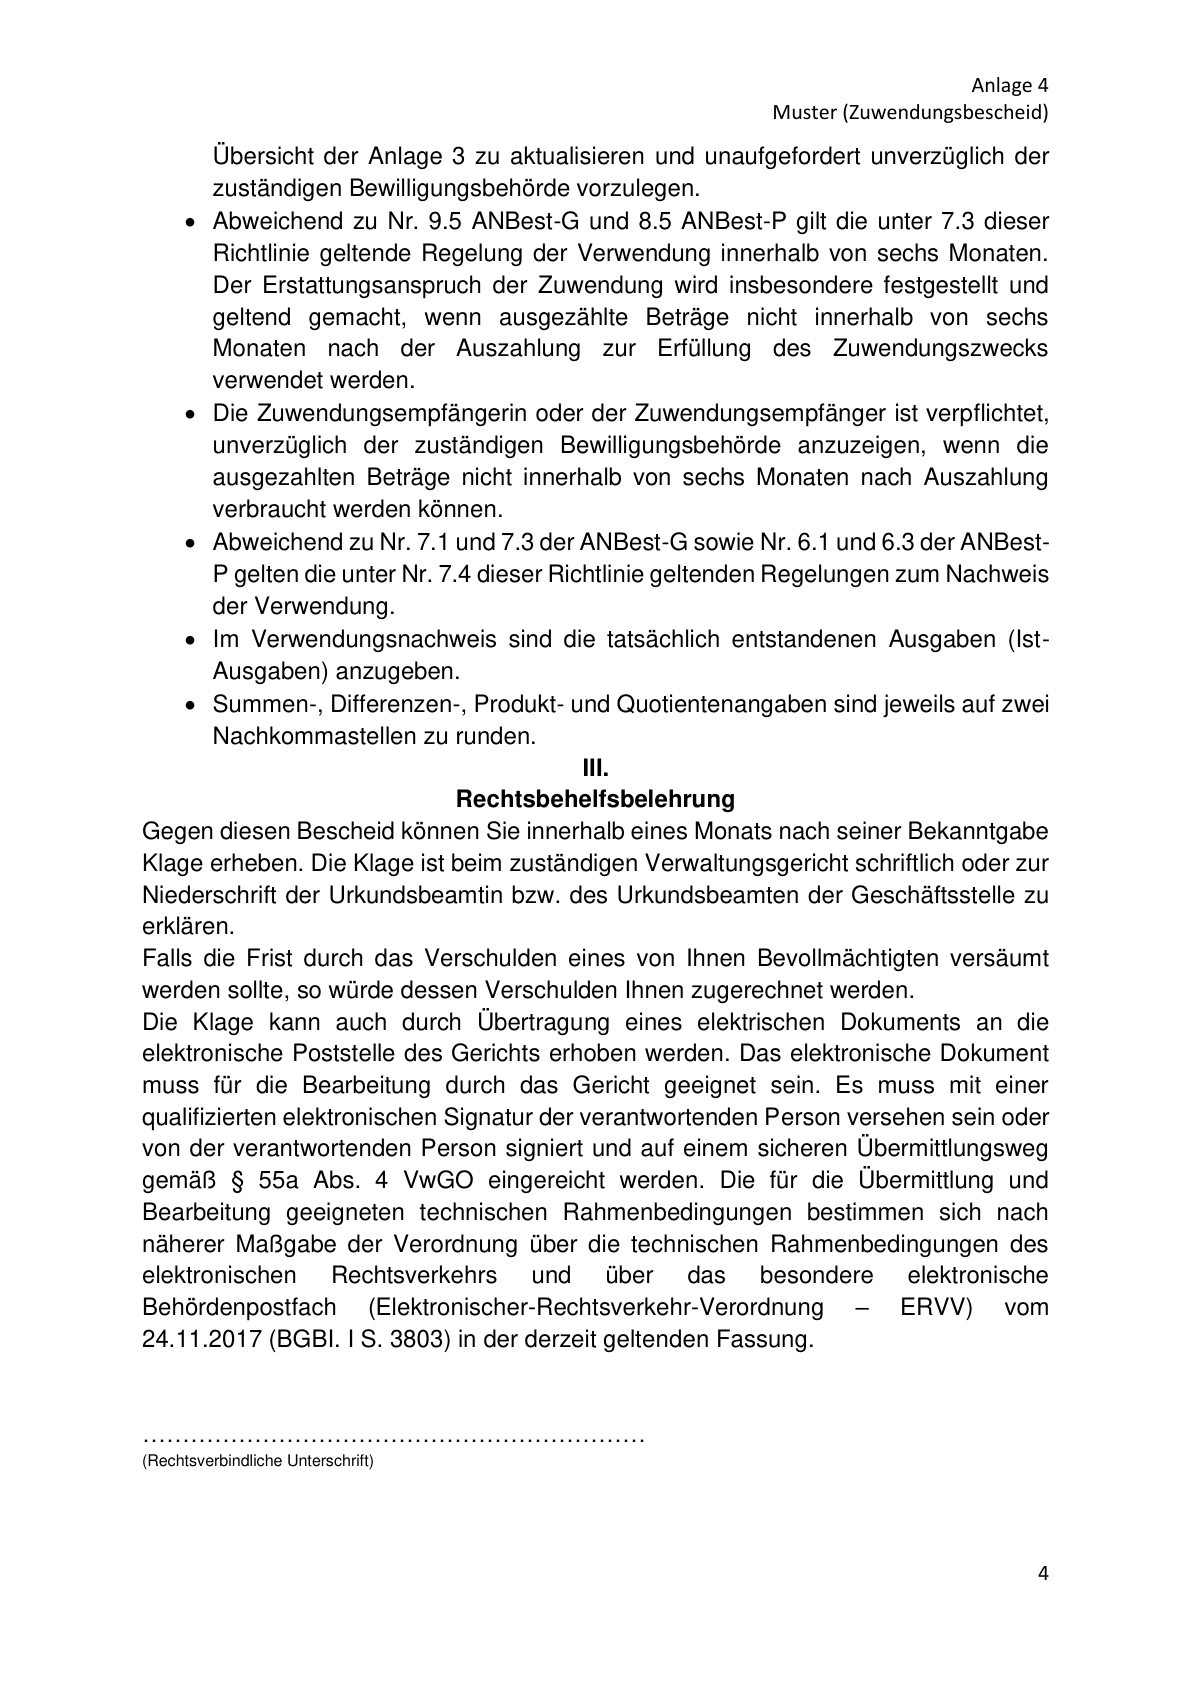 Anlage 4
Muster (Zuwendungsbescheid)
Übersicht der Anlage 3 zu aktualisieren und unaufgefordert unverzüglich der
zuständigen Bewilligungsbehörde vorzulegen.
• Abweichend zu Nr. 9.5 ANBest-G und 8.5 ANBest-P gilt die unter 7.3 dieser
Richtlinie geltende Regelung der Verwendung innerhalb von sechs Monaten.
Der Erstattungsanspruch der Zuwendung wird insbesondere festgestellt und
geltend gemacht, wenn ausgezählte Beträge nicht innerhalb von sechs
Monaten nach der Auszahlung zur Erfüllung des Zuwendungszwecks
verwendet werden.
• Die Zuwendungsempfängerin oder der Zuwendungsempfänger ist verpflichtet,
unverzüglich der zuständigen Bewilligungsbehörde anzuzeigen, wenn die
ausgezahlten Beträge nicht innerhalb von sechs Monaten nach Auszahlung
verbraucht werden können.
• Abweichend zu Nr. 7.1 und 7.3 der ANBest-G sowie Nr. 6.1 und 6.3 der ANBest-
P gelten die unter Nr. 7.4 dieser Richtlinie geltenden Regelungen zum Nachweis
der Verwendung.
• Im Verwendungsnachweis sind die tatsächlich entstandenen Ausgaben (Ist-
Ausgaben) anzugeben.
• Summen-, Differenzen-, Produkt- und Quotientenangaben sind jeweils auf zwei
Nachkommastellen zu runden.
III.
Rechtsbehelfsbelehrung
Gegen diesen Bescheid können Sie innerhalb eines Monats nach seiner Bekanntgabe
Klage erheben. Die Klage ist beim zuständigen Verwaltungsgericht schriftlich oder zur
Niederschrift der Urkundsbeamtin bzw. des Urkundsbeamten der Geschäftsstelle zu
erklären.
Falls die Frist durch das Verschulden eines von Ihnen Bevollmächtigten versäumt
werden sollte, so würde dessen Verschulden Ihnen zugerechnet werden.
Die Klage kann auch durch Übertragung eines elektrischen Dokuments an die
elektronische Poststelle des Gerichts erhoben werden. Das elektronische Dokument
muss für die Bearbeitung durch das Gericht geeignet sein. Es muss mit einer
qualifizierten elektronischen Signatur der verantwortenden Person versehen sein oder
von der verantwortenden Person signiert und auf einem sicheren Übermittlungsweg
gemäß § 55a Abs. 4 VwGO eingereicht werden. Die für die Übermittlung und
Bearbeitung geeigneten technischen Rahmenbedingungen bestimmen sich nach
näherer Maßgabe der Verordnung über die technischen Rahmenbedingungen des
elektronischen Rechtsverkehrs und über das besondere elektronische
Behördenpostfach (Elektronischer-Rechtsverkehr-Verordnung – ERVV) vom
24.11.2017 (BGBI. I S. 3803) in der derzeit geltenden Fassung.
………………………………………………………
(Rechtsverbindliche Unterschrift)
4